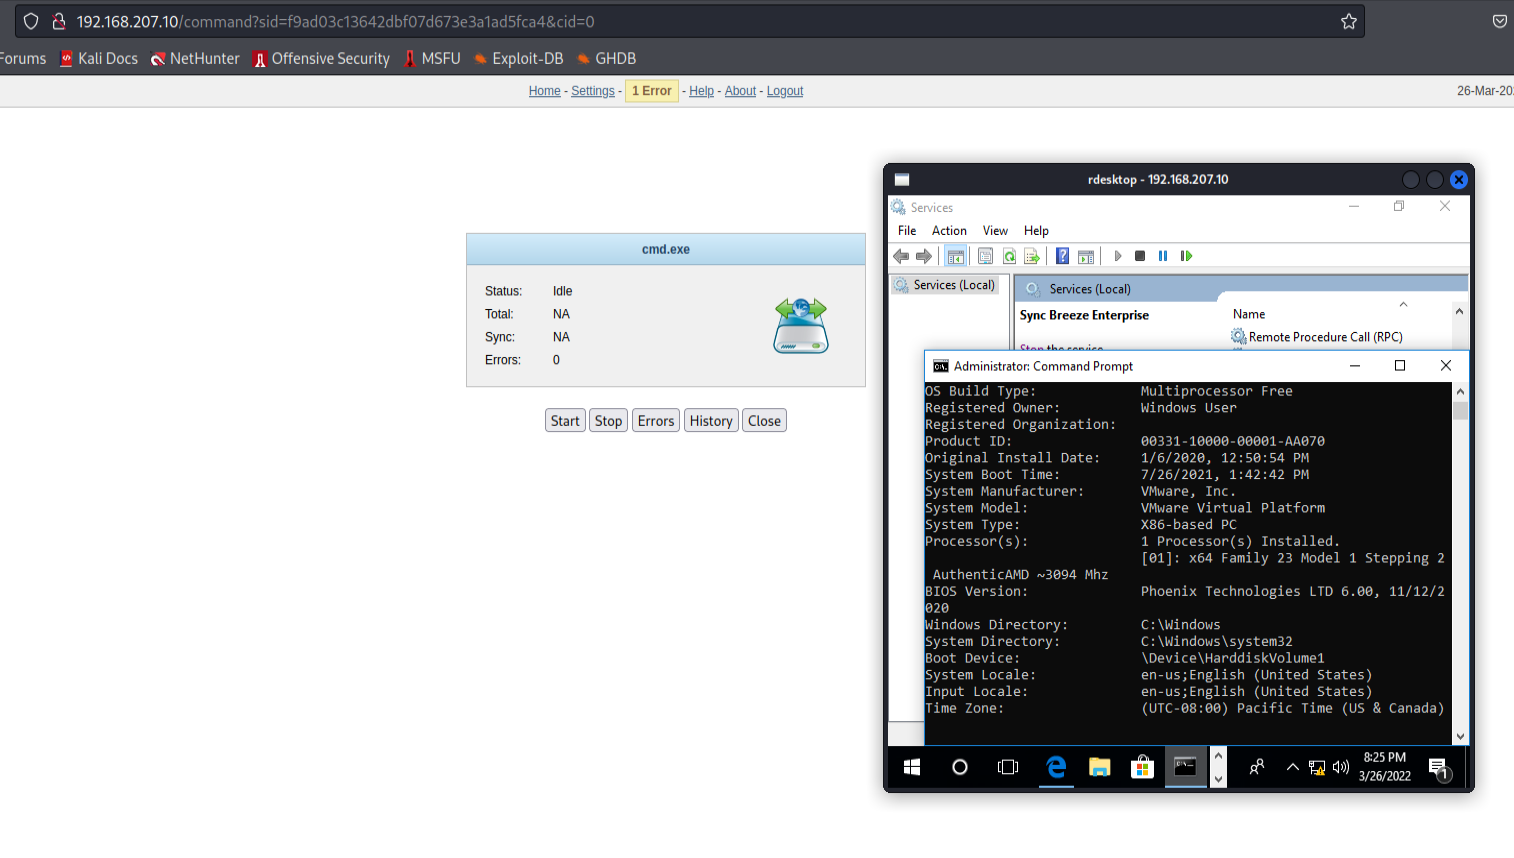 192.168.207.10/command?sid=f9ad03c13642dbf07d673e3a1ad5fca4&cid=0
Forums Kali Docs NetHunter Offensive Security MSFU Exploit-DB GHDB
Home - Settings - 1 Error - Help - About - Logout
26-Mar-202
cmd.exe
Status: Idle
Total: NA
Sync: NA
Errors: 0
Start Stop Errors History Close
rdesktop - 192.168.207.10
Services
File Action View Help
Services (Local)
Services (Local)
Sync Breeze Enterprise
Name
Remote Procedure Call (RPC)
Stop the service
Administrator: Command Prompt
OS Build Type: Multiprocessor Free
Registered Owner: Windows User
Registered Organization:
Product ID: 00331-10000-00001-AA070
Original Install Date: 1/6/2020, 12:50:54 PM
System Boot Time: 7/26/2021, 1:42:42 PM
System Manufacturer: VMware, Inc.
System Model: VMware Virtual Platform
System Type: X86-based PC
Processor(s): 1 Processor(s) Installed.
[01]: x64 Family 23 Model 1 Stepping 2
AuthenticAMD ~3094 Mhz
BIOS Version: Phoenix Technologies LTD 6.00, 11/12/2
020
Windows Directory: C:\Windows
System Directory: C:\Windows\system32
Boot Device: \Device\HarddiskVolume1
System Locale: en-us;English (United States)
Input Locale: en-us;English (United States)
Time Zone: (UTC-08:00) Pacific Time (US & Canada)
8:25 PM
3/26/2022
1